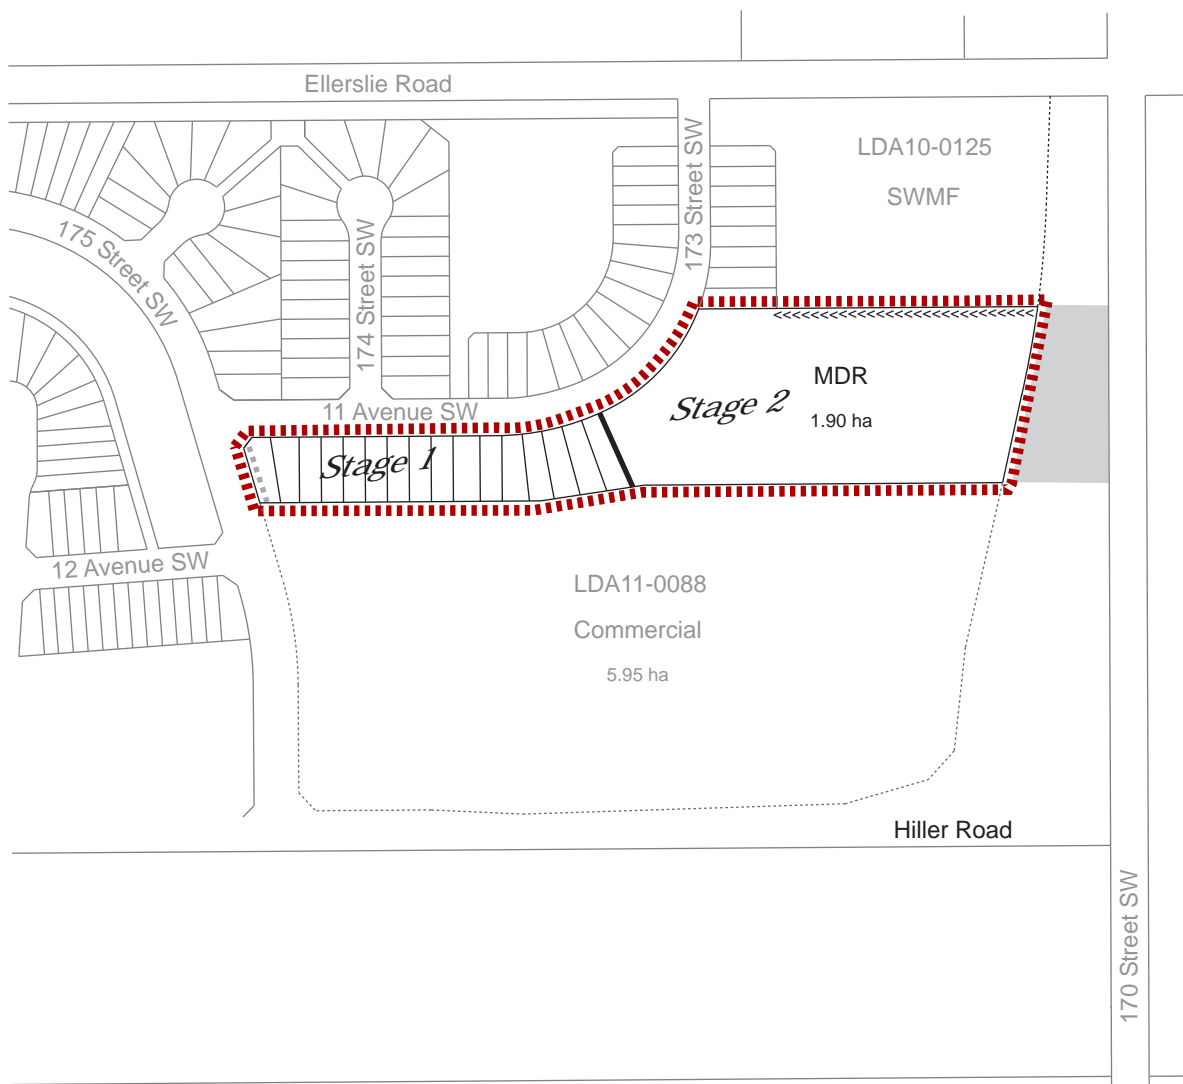 Ellerslie Road
LDA10-0125
SWMF
173 Street SW
175 Street SW
174 Street SW
<<<<<<<<<<<<<<<<<<<<<<<<<<
MDR
1.90 ha
Stage 2
11 Avenue SW
Stage 1
12 Avenue SW
LDA11-0088
Commercial
5.95 ha
Hiller Road
170 Street SW